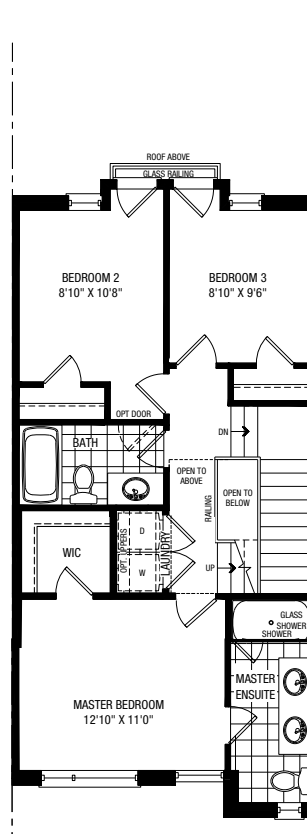 ROOF ABOVE
GLASS RAILING
BEDROOM 2
8'10" X 10'8"
BEDROOM 3
8'10" X 9'6"
OPT DOOR
BATH
DN
OPEN TO
ABOVE
RAILING
OPEN TO
BELOW
OPT. UPPERS
D
W
LAUNDRY
WIC
UP
GLASS
SHOWER
SHOWER
MASTER
ENSUITE
MASTER BEDROOM
12'10" X 11'0"